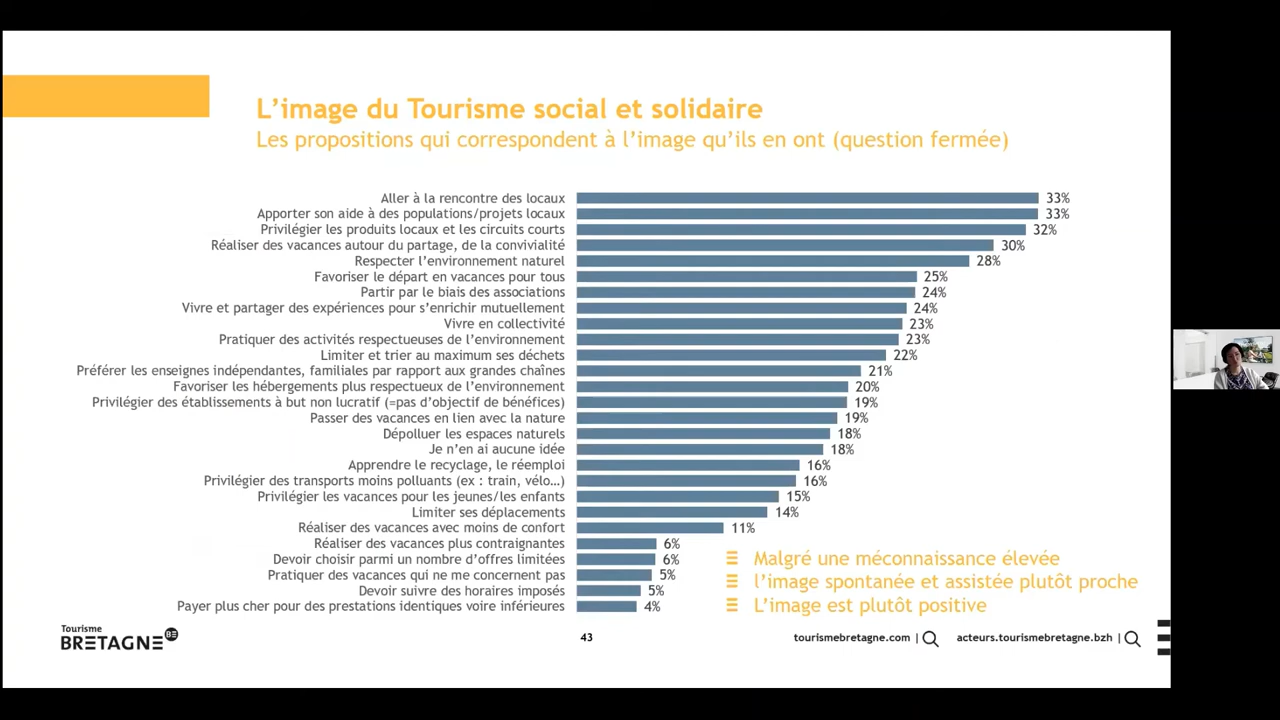 L’image du Tourisme social et solidaire
Les propositions qui correspondent à l’image qu’ils en ont (question fermée)
Aller à la rencontre des locaux 33%
Apporter son aide à des populations/projets locaux 33%
Privilégier les produits locaux et les circuits courts 32%
Réaliser des vacances autour du partage, de la convivialité 30%
Respecter l’environnement naturel 28%
Favoriser le départ en vacances pour tous 25%
Partir par le biais des associations 24%
Vivre et partager des expériences pour s’enrichir mutuellement 24%
Vivre en collectivité 23%
Pratiquer des activités respectueuses de l’environnement 23%
Limiter et trier au maximum ses déchets 22%
Préférer les enseignes indépendantes, familiales par rapport aux grandes chaînes 21%
Favoriser les hébergements plus respectueux de l’environnement 20%
Privilégier des établissements à but non lucratif (=pas d’objectif de bénéfices) 19%
Passer des vacances en lien avec la nature 19%
Dépolluer les espaces naturels 18%
Je n’en ai aucune idée 18%
Apprendre le recyclage, le réemploi 16%
Privilégier des transports moins polluants (ex : train, vélo…) 16%
Privilégier les vacances pour les jeunes/les enfants 15%
Limiter ses déplacements 14%
Réaliser des vacances avec moins de confort 11%
Réaliser des vacances plus contraignantes 6%
Devoir choisir parmi un nombre d’offres limitées 6%
Pratiquer des vacances qui ne me concernent pas 5%
Devoir suivre des horaires imposés 5%
Payer plus cher pour des prestations identiques voire inférieures 4%
Malgré une méconnaissance élevée
l’image spontanée et assistée plutôt proche
L’image est plutôt positive
Tourisme
BRETAGNE
43
tourismebretagne.com |
acteurs.tourismebretagne.bzh |